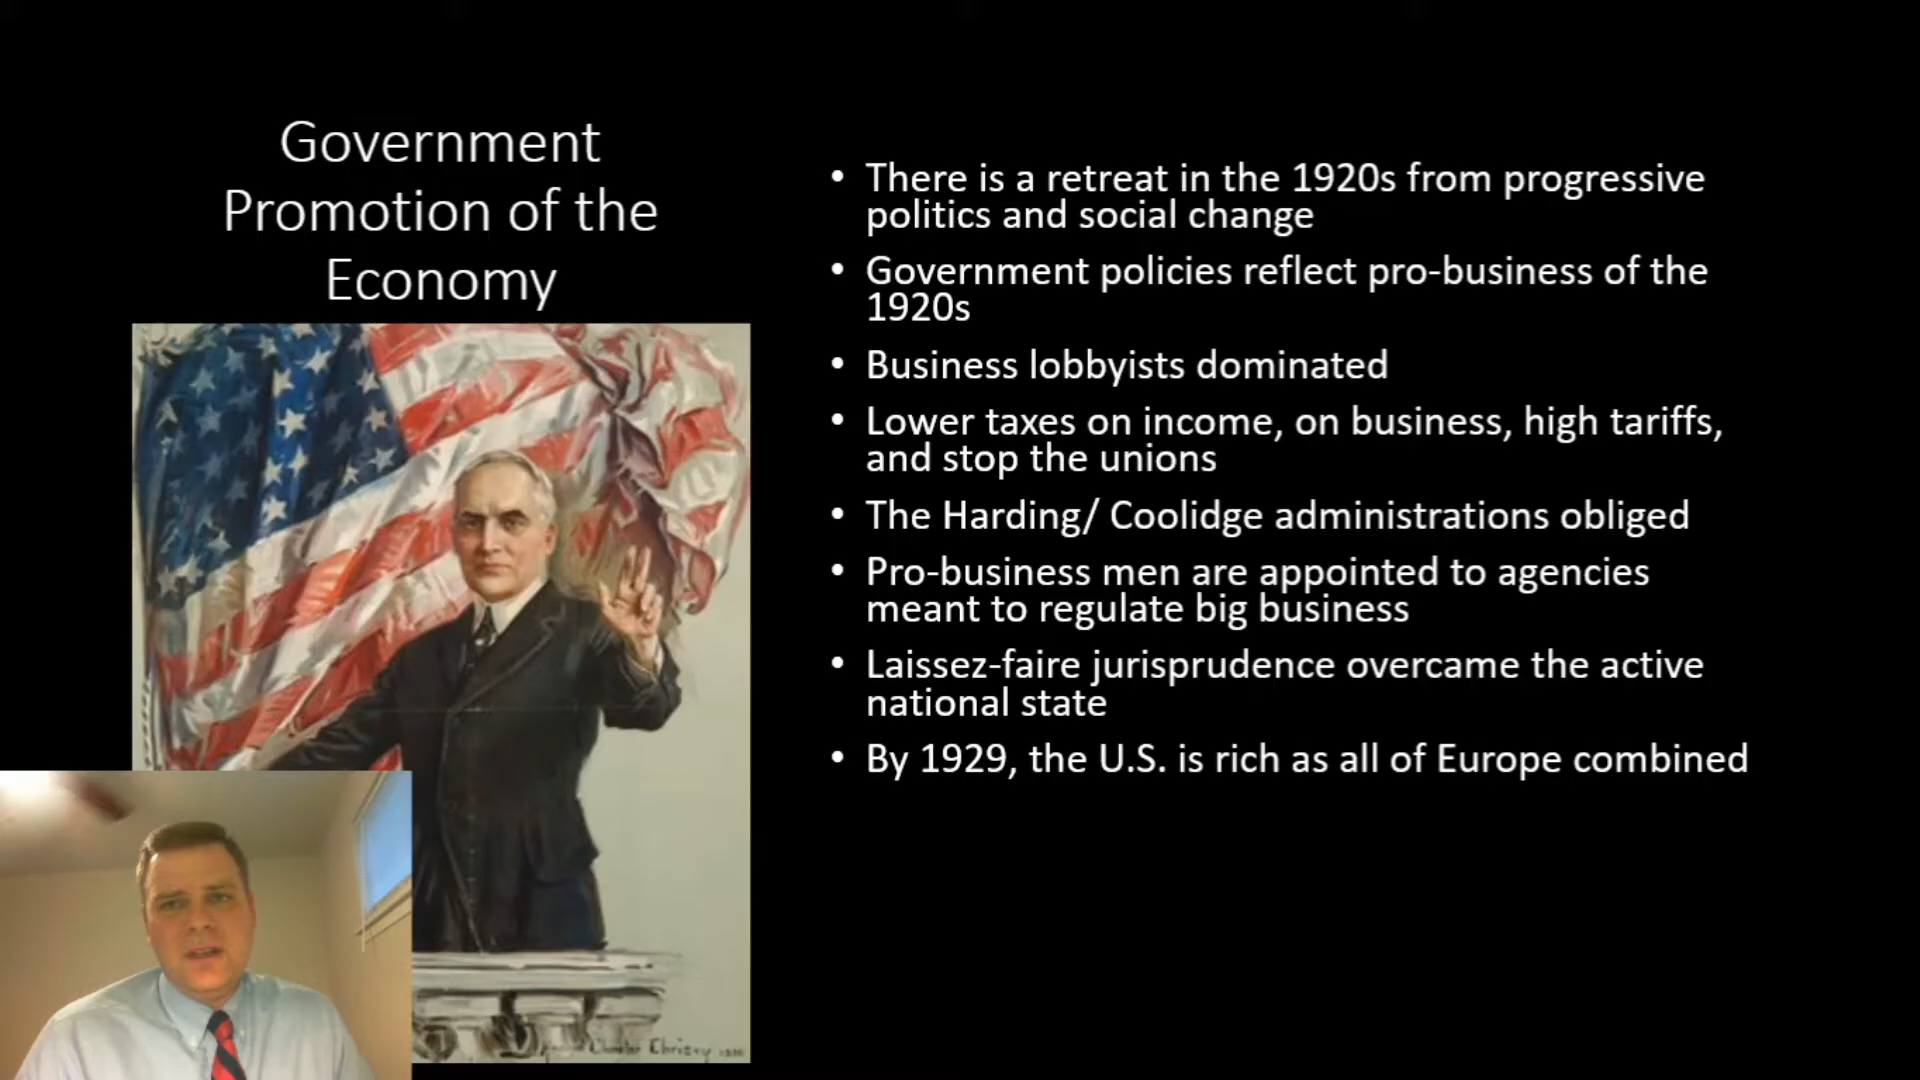 Government
Promotion of the
Economy
• There is a retreat in the 1920s from progressive
politics and social change
• Government policies reflect pro-business of the
1920s
• Business lobbyists dominated
• Lower taxes on income, on business, high tariffs,
and stop the unions
• The Harding/ Coolidge administrations obliged
• Pro-business men are appointed to agencies
meant to regulate big business
• Laissez-faire jurisprudence overcame the active
national state
• By 1929, the U.S. is rich as all of Europe combined
Chandler Christy